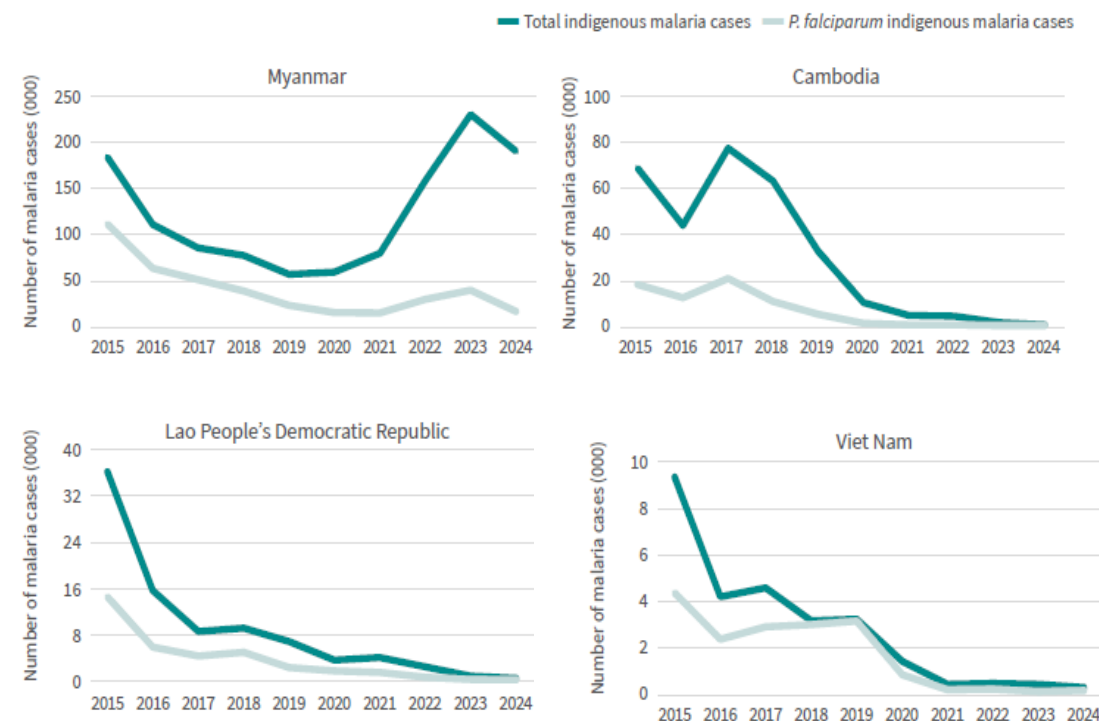 Total indigenous malaria cases P. falciparum indigenous malaria cases
Myanmar
Number of malaria cases (000)
250
200
150
100
50
0
2015 2016 2017 2018 2019 2020 2021 2022 2023 2024
Cambodia
Number of malaria cases (000)
100
80
60
40
20
0
2015 2016 2017 2018 2019 2020 2021 2022 2023 2024
Lao People’s Democratic Republic
Number of malaria cases (000)
40
32
24
16
8
0
2015 2016 2017 2018 2019 2020 2021 2022 2023 2024
Viet Nam
Number of malaria cases (000)
10
8
6
4
2
0
2015 2016 2017 2018 2019 2020 2021 2022 2023 2024